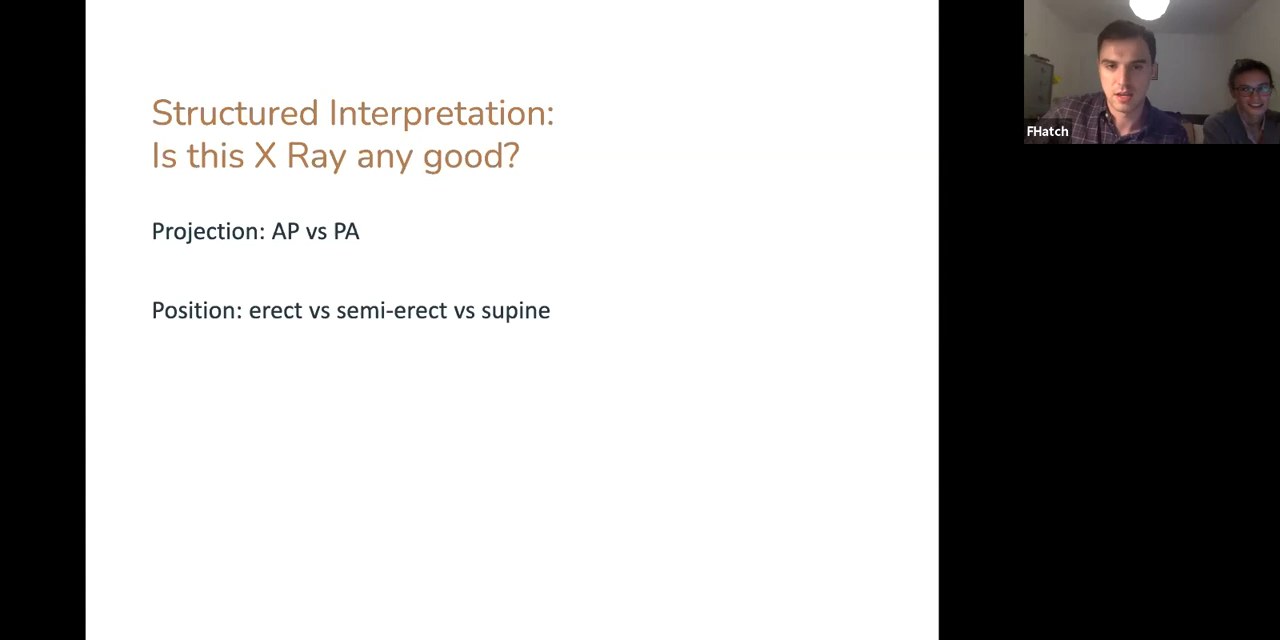 Structured Interpretation:
Is this X Ray any good?
Projection: AP vs PA
Position: erect vs semi-erect vs supine
FHatch